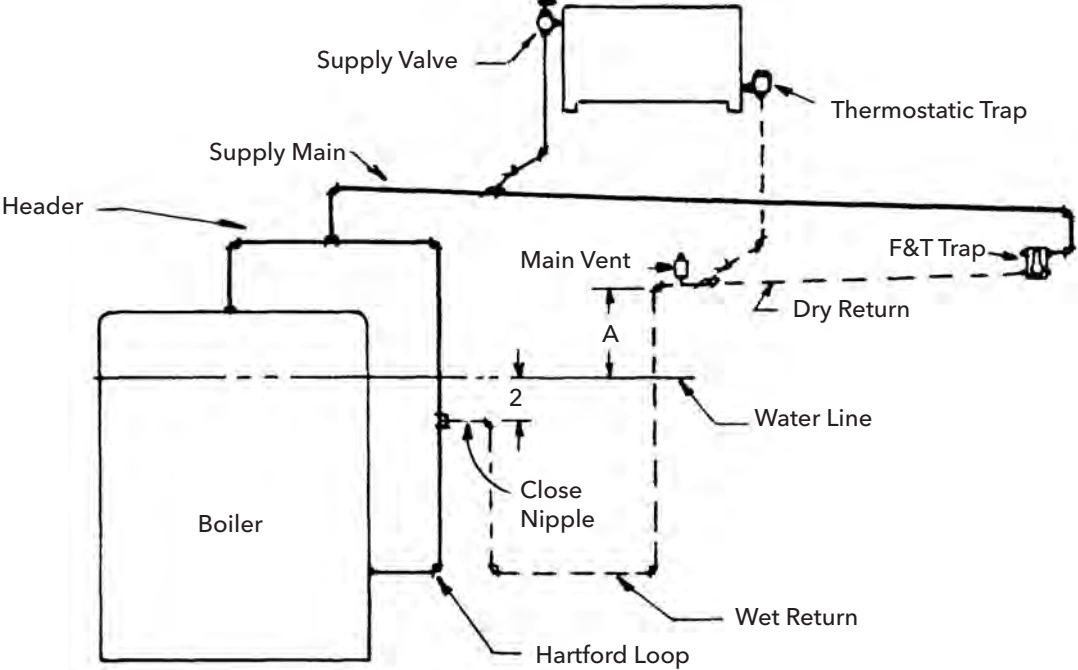 Supply Valve
Thermostatic Trap
Supply Main
Header
Main Vent
F&T Trap
Dry Return
A
2
Water Line
Close
Nipple
Boiler
Wet Return
Hartford Loop